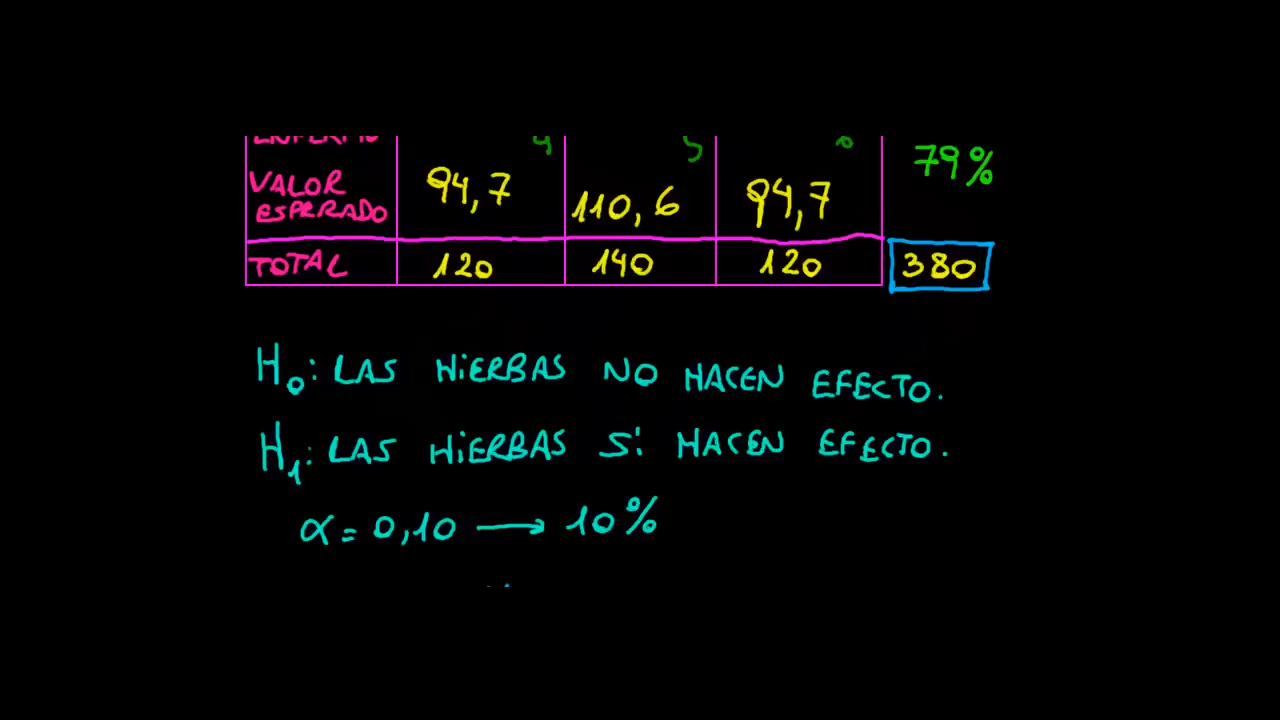 79%
VALOR 94,7 110,6 94,7
ESPERADO
TOTAL 120 140 120 380
H₀: LAS HIERBAS NO HACEN EFECTO.
H₁: LAS HIERBAS SÍ HACEN EFECTO.
α = 0,10 → 10%